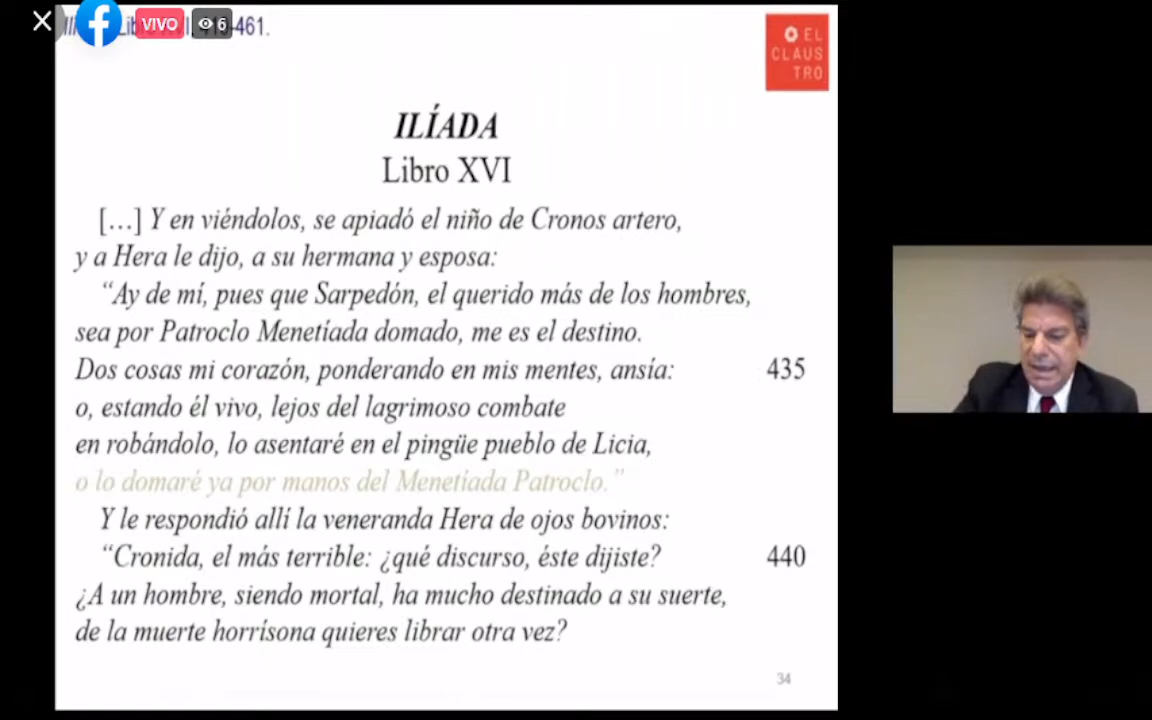 VIVO 6
461.
EL
CLAUS
TRO
ILÍADA
Libro XVI
[...] Y en viéndolos, se apiadó el niño de Cronos artero,
y a Hera le dijo, a su hermana y esposa:
“Ay de mí, pues que Sarpedón, el querido más de los hombres,
sea por Patroclo Menetíada domado, me es el destino.
Dos cosas mi corazón, ponderando en mis mentes, ansía: 435
o, estando él vivo, lejos del lagrimoso combate
en robándolo, lo asentaré en el pingüe pueblo de Licia,
o lo domaré ya por manos del Menetíada Patroclo.”
Y le respondió allí la veneranda Hera de ojos bovinos:
“Cronida, el más terrible: ¿qué discurso, éste dijiste? 440
¿A un hombre, siendo mortal, ha mucho destinado a su suerte,
de la muerte horrísona quieres librar otra vez?
34